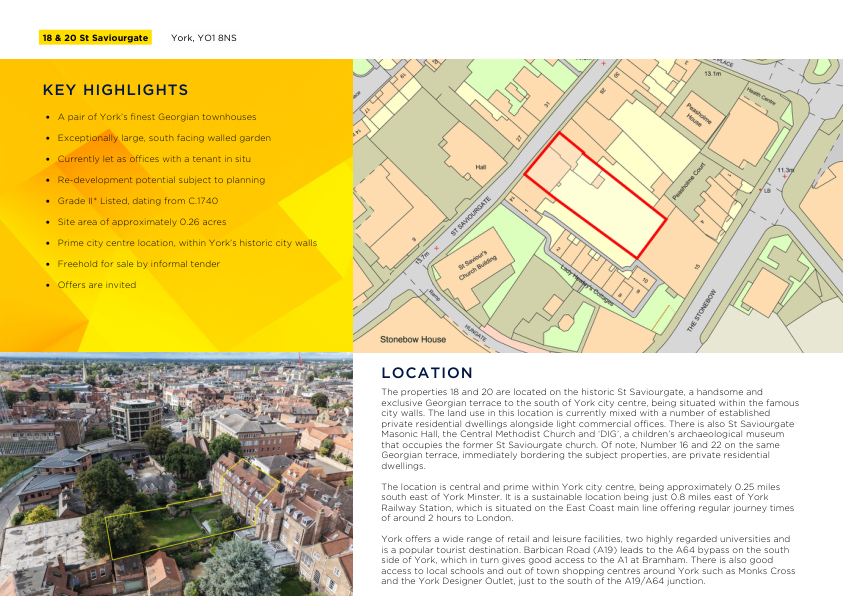 18 & 20 St Saviourgate York, YO1 8NS
KEY HIGHLIGHTS
• A pair of York's finest Georgian townhouses
• Exceptionally large, south facing walled garden
• Currently let as offices with a tenant in situ
• Re-development potential subject to planning
• Grade II* Listed, dating from C.1740
• Site area of approximately 0.26 acres
• Prime city centre location, within York's historic city walls
• Freehold for sale by informal tender
• Offers are invited
PLACE
13.1m
Health Centre
Peasholme
House
30
28
31
27
Hall
Peasholme Court
11.3m
LB
ST SAVIOURGATE
9
13.7m
St Saviour's
Church Building
Lady Hewley's Cottages
10
15
Ramp
HUNGATE
THE STONEBOW
Stonebow House
LOCATION
The properties 18 and 20 are located on the historic St Saviourgate, a handsome and
exclusive Georgian terrace to the south of York city centre, being situated within the famous
city walls. The land use in this location is currently mixed with a number of established
private residential dwellings alongside light commercial offices. There is also St Saviourgate
Masonic Hall, the Central Methodist Church and 'DIG', a children's archaeological museum
that occupies the former St Saviourgate church. Of note, Number 16 and 22 on the same
Georgian terrace, immediately bordering the subject properties, are private residential
dwellings.
The location is central and prime within York city centre, being approximately 0.25 miles
south east of York Minster. It is a sustainable location being just 0.8 miles east of York
Railway Station, which is situated on the East Coast main line offering regular journey times
of around 2 hours to London.
York offers a wide range of retail and leisure facilities, two highly regarded universities and
is a popular tourist destination. Barbican Road (A19) leads to the A64 bypass on the south
side of York, which in turn gives good access to the A1 at Bramham. There is also good
access to local schools and out of town shopping centres around York such as Monks Cross
and the York Designer Outlet, just to the south of the A19/A64 junction.